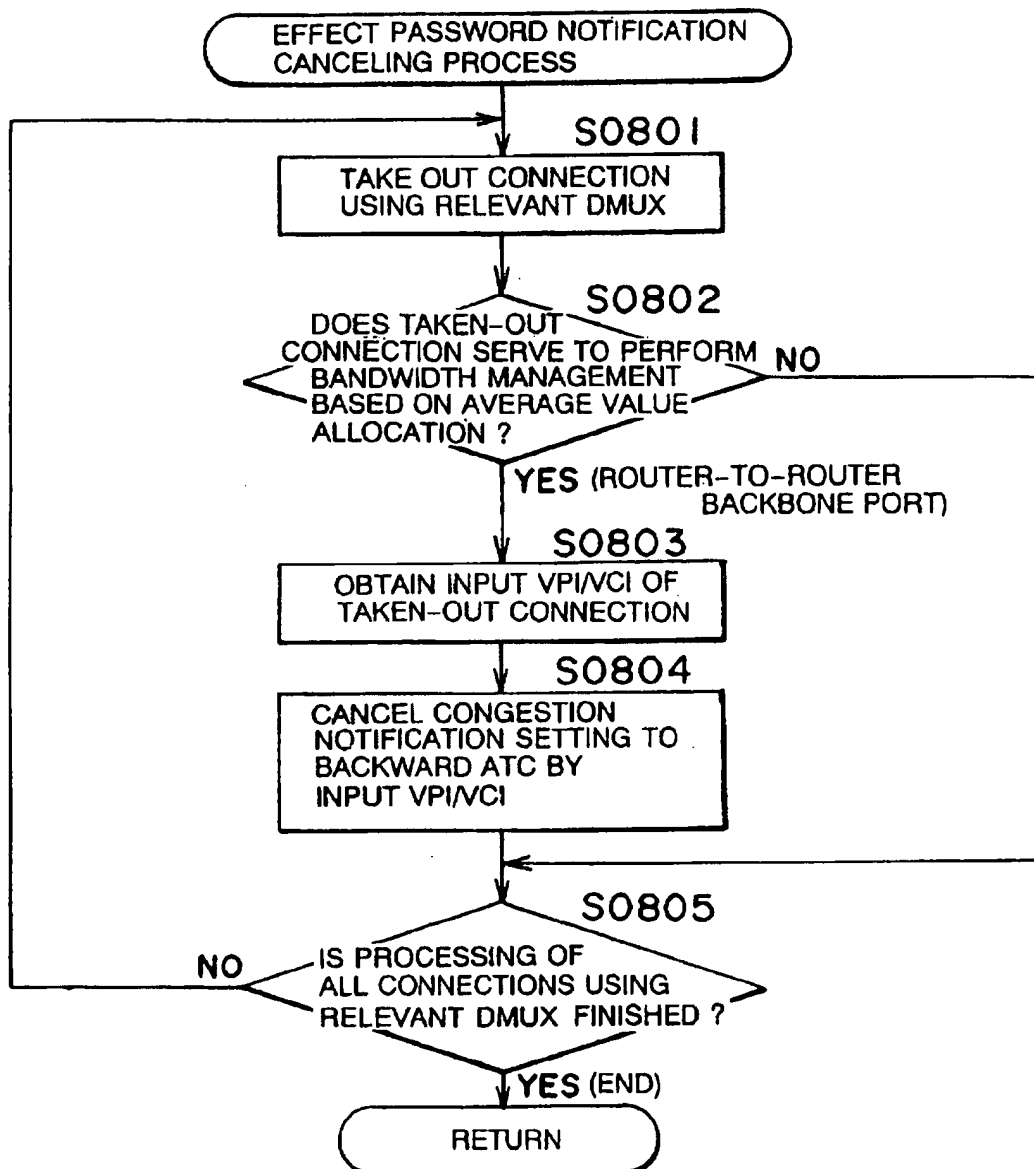 EFFECT PASSWORD NOTIFICATION
CANCELING PROCESS
S0801
TAKE OUT CONNECTION
USING RELEVANT DMUX
S0802
DOES TAKEN-OUT
CONNECTION SERVE TO PERFORM
BANDWIDTH MANAGEMENT
BASED ON AVERAGE VALUE
ALLOCATION ?
NO
YES (ROUTER-TO-ROUTER
BACKBONE PORT)
S0803
OBTAIN INPUT VPI/VCI OF
TAKEN-OUT CONNECTION
S0804
CANCEL CONGESTION
NOTIFICATION SETTING TO
BACKWARD ATC BY
INPUT VPI/VCI
S0805
NO
IS PROCESSING OF
ALL CONNECTIONS USING
RELEVANT DMUX FINISHED ?
YES (END)
RETURN